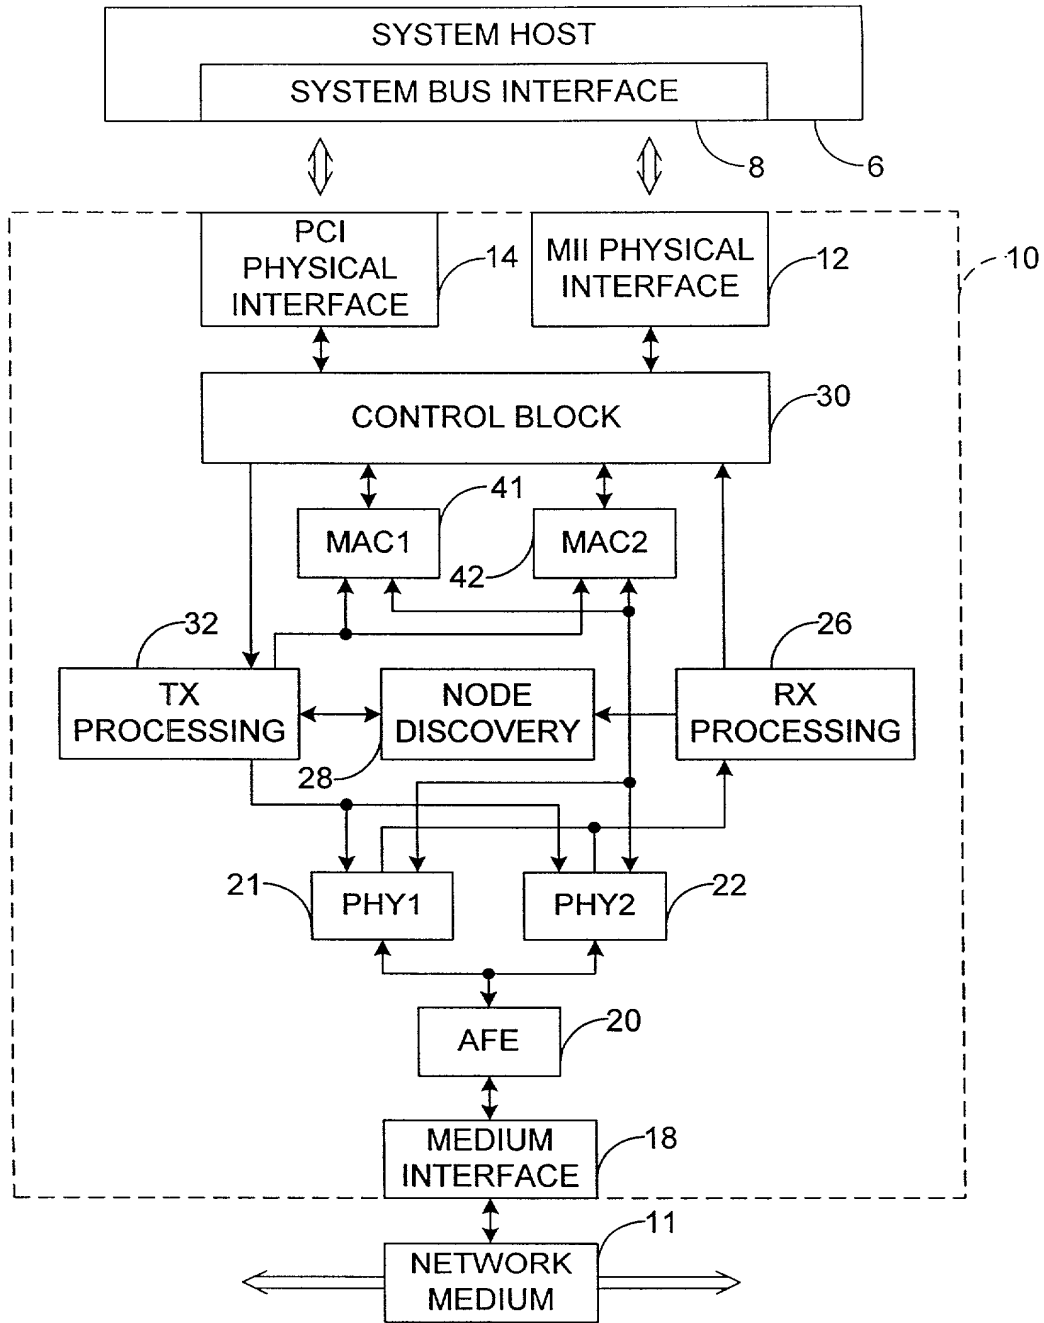 SYSTEM HOST
SYSTEM BUS INTERFACE
8
6
PCI
PHYSICAL
INTERFACE
14
MII PHYSICAL
INTERFACE
12
10
CONTROL BLOCK
30
MAC1
41
MAC2
42
32
TX
PROCESSING
NODE
DISCOVERY
28
26
RX
PROCESSING
21
PHY1
PHY2
22
AFE
20
MEDIUM
INTERFACE
18
11
NETWORK
MEDIUM